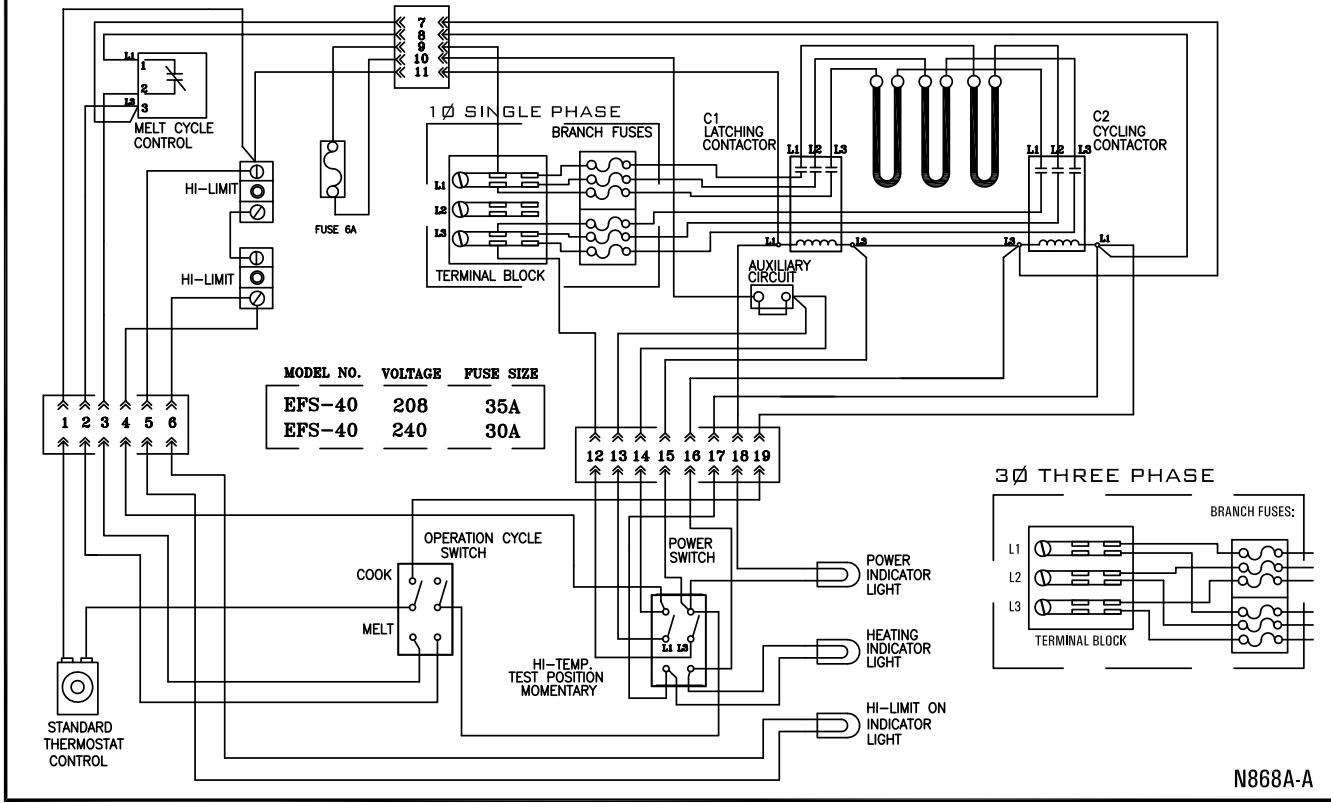 7
8
9
10
11
L1
1
2
L3
3
MELT CYCLE
CONTROL
HI-LIMIT
HI-LIMIT
FUSE 6A
1Ø SINGLE PHASE
BRANCH FUSES
L1
L2
L3
TERMINAL BLOCK
C1
LATCHING
CONTACTOR
L1 L2 L3
C2
CYCLING
CONTACTOR
L1 L2 L3
L1
L3
L3
L1
AUXILIARY
CIRCUIT
MODEL NO. VOLTAGE FUSE SIZE
EFS-40 208 35A
EFS-40 240 30A
1 2 3 4 5 6
12 13 14 15 16 17 18 19
OPERATION CYCLE
SWITCH
COOK
MELT
POWER
SWITCH
L1 L3
HI-TEMP.
TEST POSITION
MOMENTARY
POWER
INDICATOR
LIGHT
HEATING
INDICATOR
LIGHT
HI-LIMIT ON
INDICATOR
LIGHT
STANDARD
THERMOSTAT
CONTROL
3Ø THREE PHASE
BRANCH FUSES:
L1
L2
L3
TERMINAL BLOCK
N868A-A